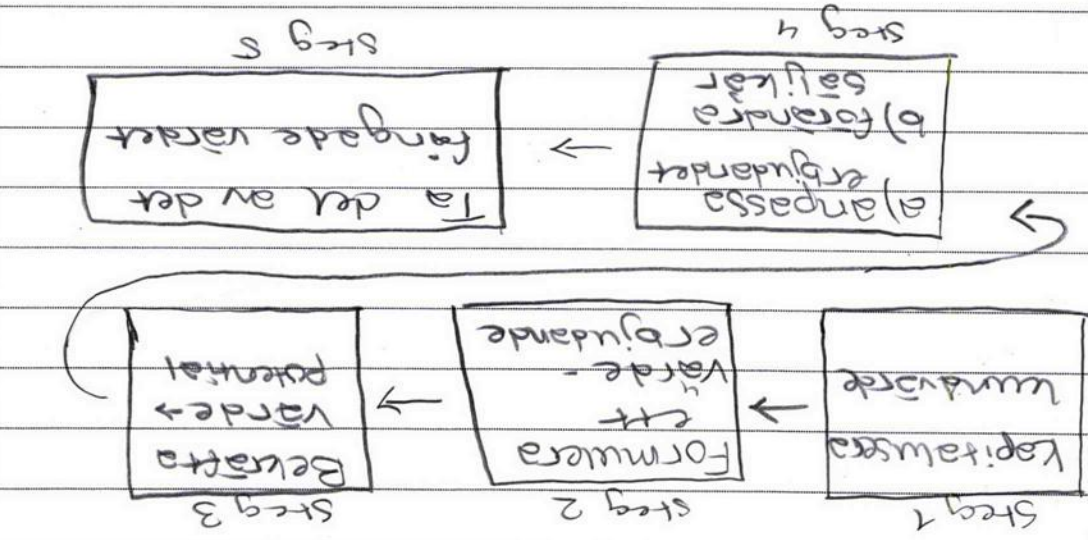 Steg 1
Kapitalisera
kundvärde
Steg 2
Formulera
ett
värde-
erbjudande
Steg 3
Bekräfta
värde→
potential
a) anpassa
erbjudandet
b) förändra
säljkår
Steg 4
Ta del av det
fångade värdet
Steg 5